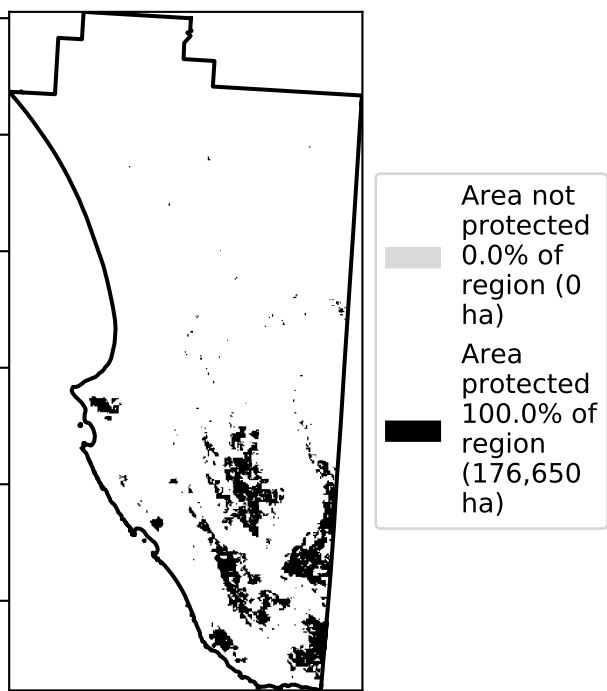 Area not
protected
0.0% of
region (0
ha)
Area
protected
100.0% of
region
(176,650
ha)